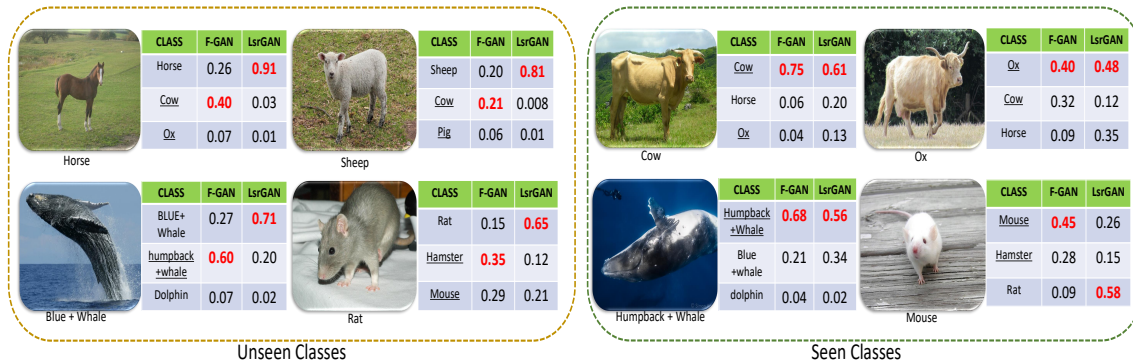 CLASS F-GAN LsrGAN
Horse 0.26 0.91
Cow 0.40 0.03
Ox 0.07 0.01
Horse
CLASS F-GAN LsrGAN
Sheep 0.20 0.81
Cow 0.21 0.008
Pig 0.06 0.01
Sheep
CLASS F-GAN LsrGAN
BLUE+
Whale 0.27 0.71
humpback
+whale 0.60 0.20
Dolphin 0.07 0.02
Blue + Whale
CLASS F-GAN LsrGAN
Rat 0.15 0.65
Hamster 0.35 0.12
Mouse 0.29 0.21
Rat
Unseen Classes
CLASS F-GAN LsrGAN
Cow 0.75 0.61
Horse 0.06 0.20
Ox 0.04 0.13
Cow
CLASS F-GAN LsrGAN
Ox 0.40 0.48
Cow 0.32 0.12
Horse 0.09 0.35
Ox
CLASS F-GAN LsrGAN
Humpback
+Whale 0.68 0.56
Blue
+whale 0.21 0.34
dolphin 0.04 0.02
Humpback + Whale
CLASS F-GAN LsrGAN
Mouse 0.45 0.26
Hamster 0.28 0.15
Rat 0.09 0.58
Mouse
Seen Classes